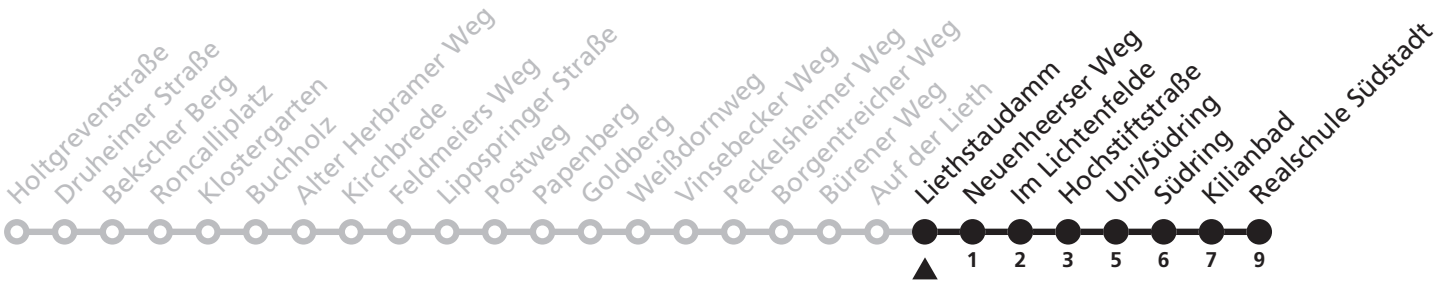 Holtgrevenstraße
Druheimer Straße
Bekscher Berg
Roncalliplatz
Klostergarten
Buchholz
Alter Herbramer Weg
Kirchbrede
Feldmeiers Weg
Lippspringer Straße
Postweg
Papenberg
Goldberg
Weißdornweg
Vinsebecker Weg
Peckelsheimer Weg
Borgentreicher Weg
Bürener Weg
Auf der Lieth
Liethstaudamm
Neuenheerser Weg
Im Lichtenfelde
Hochstiftstraße
Uni/Südring
Südring
Kilianbad
Realschule Südstadt
1 2 3 5 6 7 9